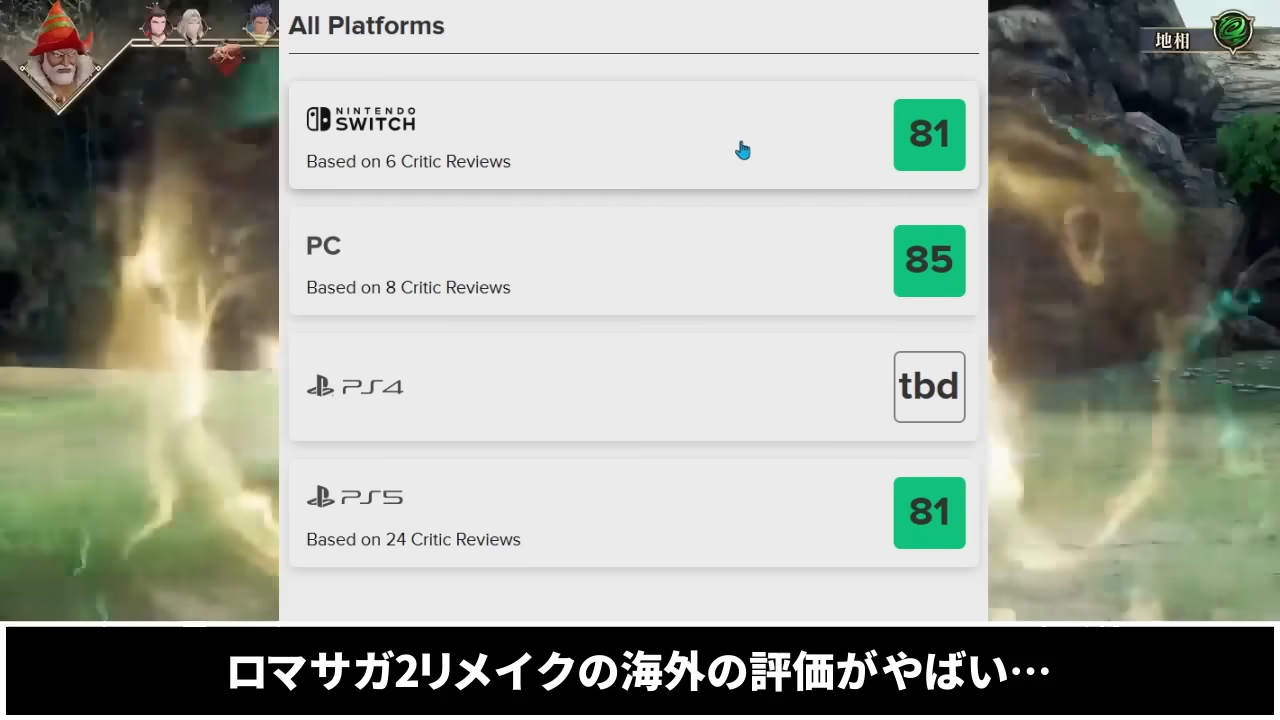 All Platforms
地相
NINTENDO
SWITCH
81
Based on 6 Critic Reviews
PC
85
Based on 8 Critic Reviews
PS4
tbd
PS5
81
Based on 24 Critic Reviews
ロマサガ2リメイクの海外の評価がやばい…